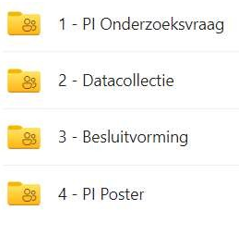 1 - PI Onderzoeksvraag
2 - Datacollectie
3 - Besluitvorming
4 - PI Poster